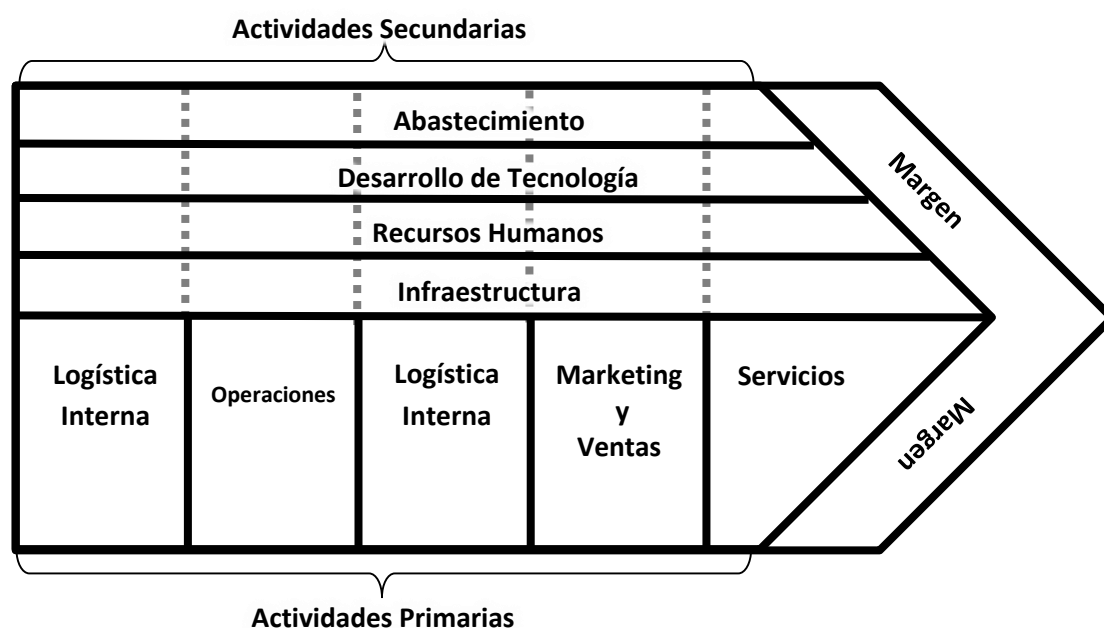 Actividades Secundarias
Abastecimiento
Desarrollo de Tecnología
Recursos Humanos
Infraestructura
Margen
Logística
Interna
Operaciones
Logística
Interna
Marketing
y
Ventas
Servicios
Margen
Actividades Primarias